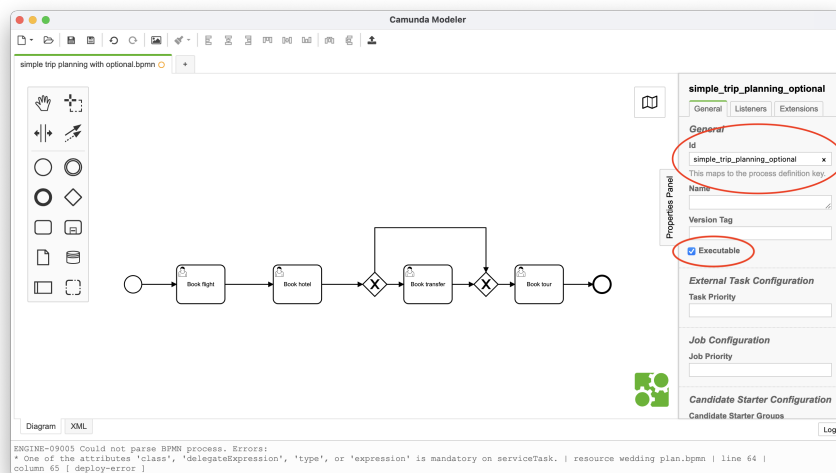 Camunda Modeler
simple trip planning with optional.bpmn
+
simple_trip_planning_optional
General Listeners Extensions
General
Id
simple_trip_planning_optional x
This maps to the process definition key.
Name
Version Tag
Executable
External Task Configuration
Task Priority
Job Configuration
Job Priority
Candidate Starter Configuration
Candidate Starter Groups
Properties Panel
Book flight
Book hotel
X
Book transfer
X
Book tour
Diagram XML
Log
ENGINE-09005 Could not parse BPMN process. Errors:
* One of the attributes 'class', 'delegateExpression', 'type', or 'expression' is mandatory on serviceTask. | resource wedding plan.bpmn | line 64 |
column 65 [ deploy-error ]